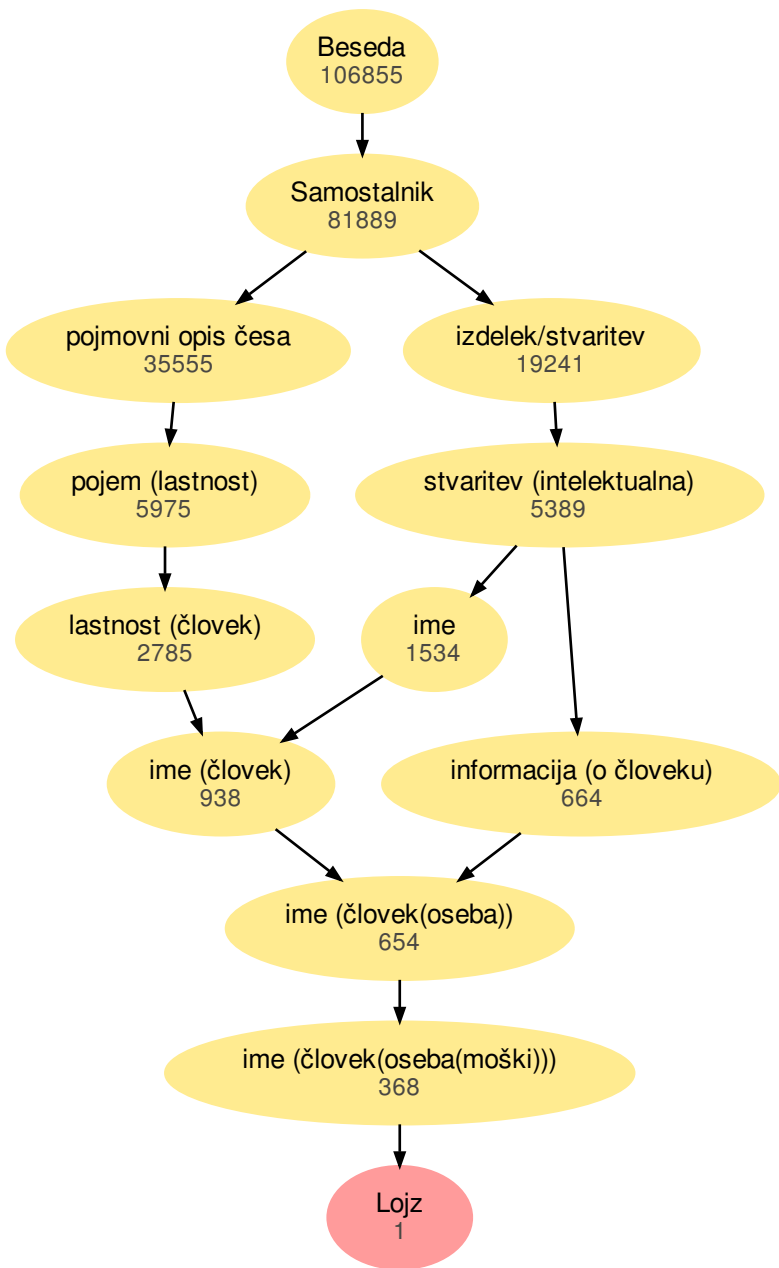 Beseda
106855
Samostalnik
81889
pojmovni opis česa
35555
izdelek/stvaritev
19241
pojem (lastnost)
5975
stvaritev (intelektualna)
5389
lastnost (človek)
2785
ime
1534
ime (človek)
938
informacija (o človeku)
664
ime (človek(oseba))
654
ime (človek(oseba(moški)))
368
Lojz
1